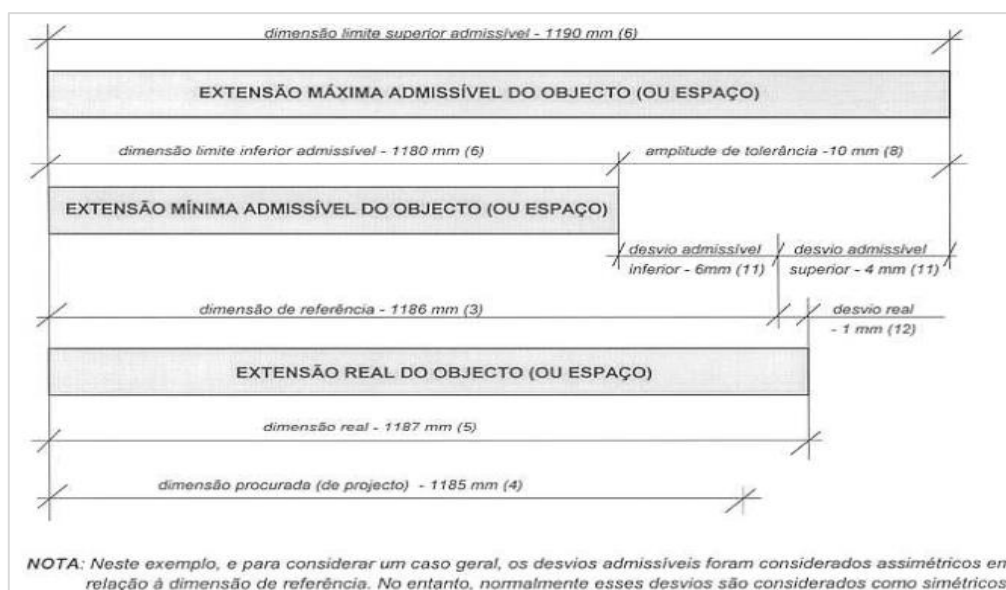 dimensão limite superior admissível - 1190 mm (6)
EXTENSÃO MÁXIMA ADMISSÍVEL DO OBJECTO (OU ESPAÇO)
dimensão limite inferior admissível - 1180 mm (6)
amplitude de tolerância -10 mm (8)
EXTENSÃO MÍNIMA ADMISSÍVEL DO OBJECTO (OU ESPAÇO)
desvio admissível
inferior - 6mm (11)
desvio admissível
superior - 4 mm (11)
dimensão de referência - 1186 mm (3)
desvio real
- 1 mm (12)
EXTENSÃO REAL DO OBJECTO (OU ESPAÇO)
dimensão real - 1187 mm (5)
dimensão procurada (de projecto) - 1185 mm (4)
NOTA: Neste exemplo, e para considerar um caso geral, os desvios admissíveis foram considerados assimétricos em
relação à dimensão de referência. No entanto, normalmente esses desvios são considerados como simétricos